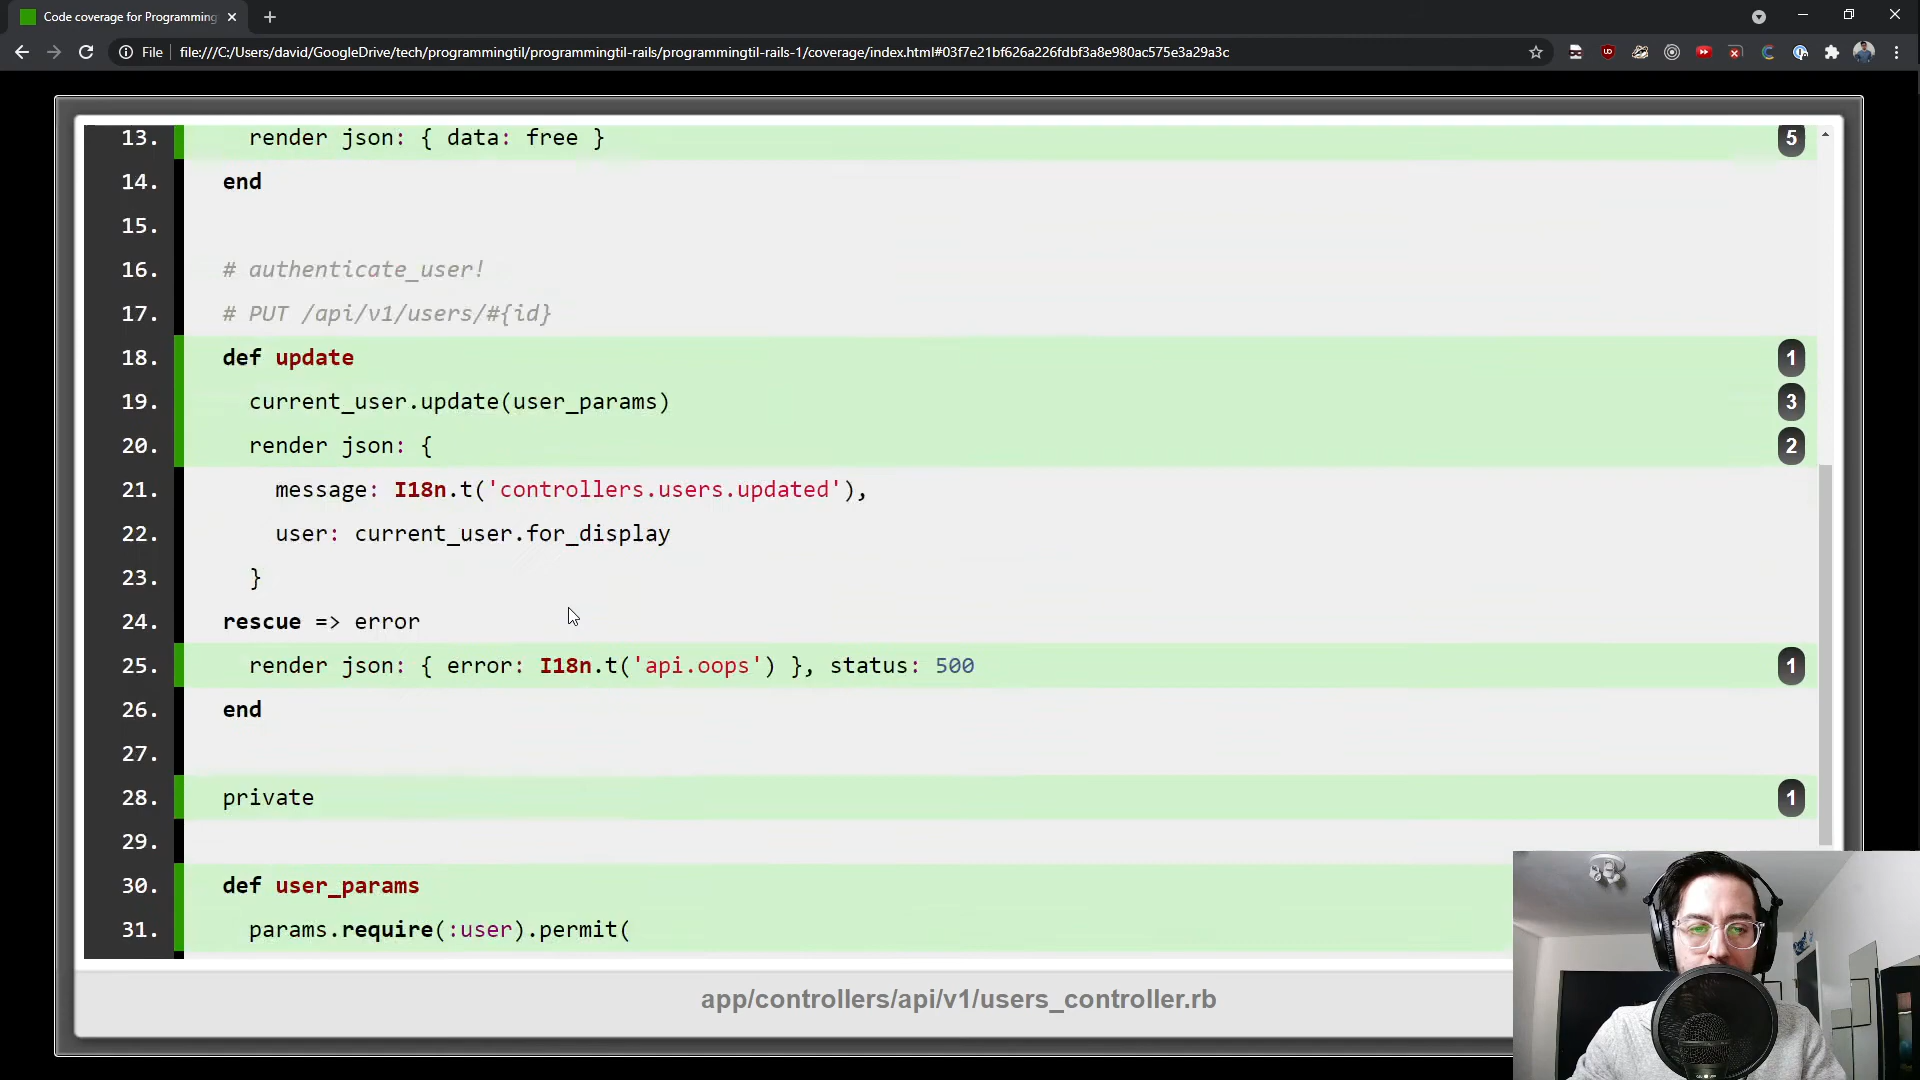 Code coverage for Programming
File
file:///C:/Users/david/GoogleDrive/tech/programmingtil/programmingtil-rails/programmingtil-rails-1/coverage/index.html#03f7e21bf626a226fdbf3a8e980ac575e3a29a3c
13. render json: { data: free } 5
14. end
15.
16. # authenticate_user!
17. # PUT /api/v1/users/#{id}
18. def update 1
19. current_user.update(user_params) 3
20. render json: { 2
21. message: I18n.t('controllers.users.updated'),
22. user: current_user.for_display
23. }
24. rescue => error
25. render json: { error: I18n.t('api.oops') }, status: 500 1
26. end
27.
28. private 1
29.
30. def user_params
31. params.require(:user).permit(
app/controllers/api/v1/users_controller.rb